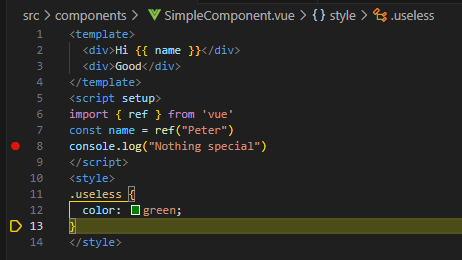 src > components > SimpleComponent.vue > {} style > .useless
1 <template>
2 <div>Hi {{ name }}</div>
3 <div>Good</div>
4 </template>
5 <script setup>
6 import { ref } from 'vue'
7 const name = ref("Peter")
8 console.log("Nothing special")
9 </script>
10 <style>
11 .useless {
12 color: green;
13 }
14 </style>